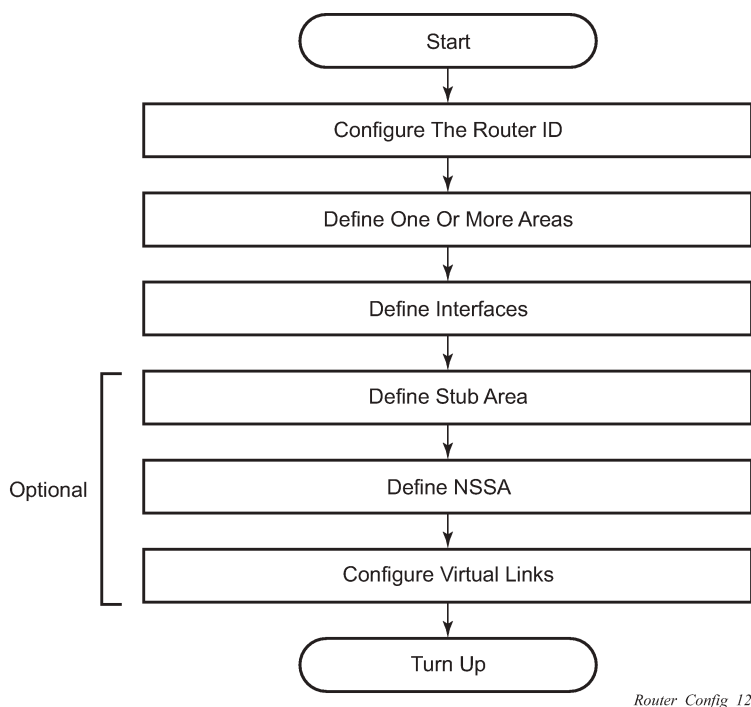 Start
Configure The Router ID
Define One Or More Areas
Define Interfaces
Define Stub Area
Optional
Define NSSA
Configure Virtual Links
Turn Up
Router Config 12